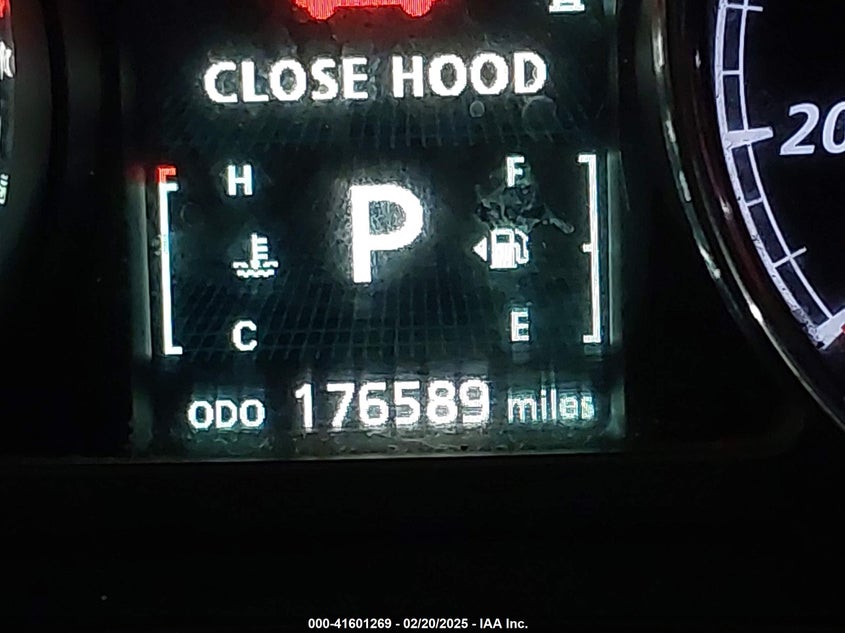 CLOSE HOOD
20
H P F
C E
ODO 176589 miles
000-41601269 - 02/20/2025 - IAA Inc.